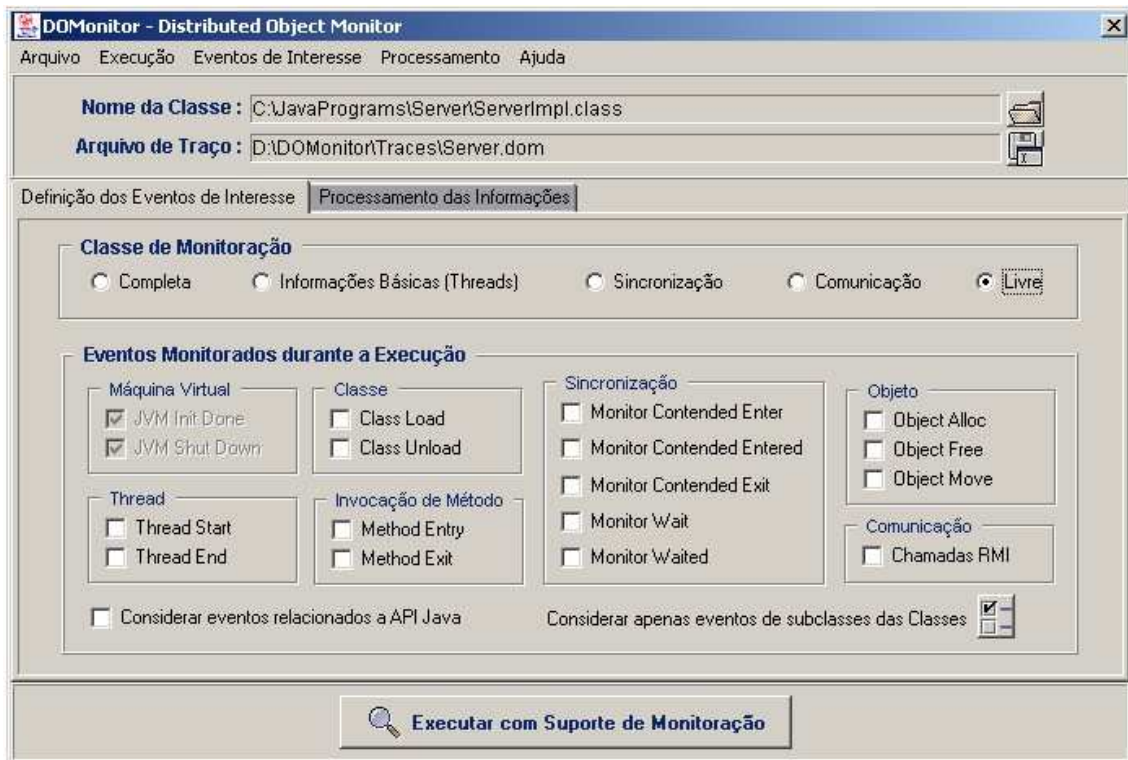 DOMonitor - Distributed Object Monitor
Arquivo Execução Eventos de Interesse Processamento Ajuda
Nome da Classe : C:\JavaPrograms\Server\ServerImpl.class
Arquivo de Traço : D:\DOMonitor\Traces\Server.dom
Definição dos Eventos de Interesse Processamento das Informações
Classe de Monitoração
Completa Informações Básicas (Threads) Sincronização Comunicação Livre
Eventos Monitorados durante a Execução
Máquina Virtual
JVM Init Done
JVM Shut Down
Classe
Class Load
Class Unload
Sincronização
Monitor Contended Enter
Monitor Contended Entered
Monitor Contended Exit
Monitor Wait
Monitor Waited
Objeto
Object Alloc
Object Free
Object Move
Thread
Thread Start
Thread End
Invocação de Método
Method Entry
Method Exit
Comunicação
Chamadas RMI
Considerar eventos relacionados a API Java
Considerar apenas eventos de subclasses das Classes
Executar com Suporte de Monitoração